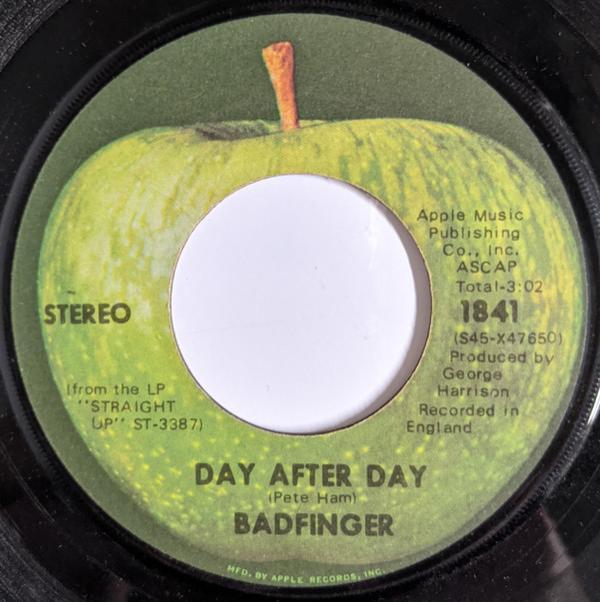 Apple Music
Publishing
Co., Inc.
ASCAP
Total-3:02
STEREO
1841
(S45-X47650)
Produced by
George
Harrison
Recorded in
England
(from the LP
"STRAIGHT
UP" ST-3387)
DAY AFTER DAY
(Pete Ham)
BADFINGER
MFD. BY APPLE RECORDS, INC.